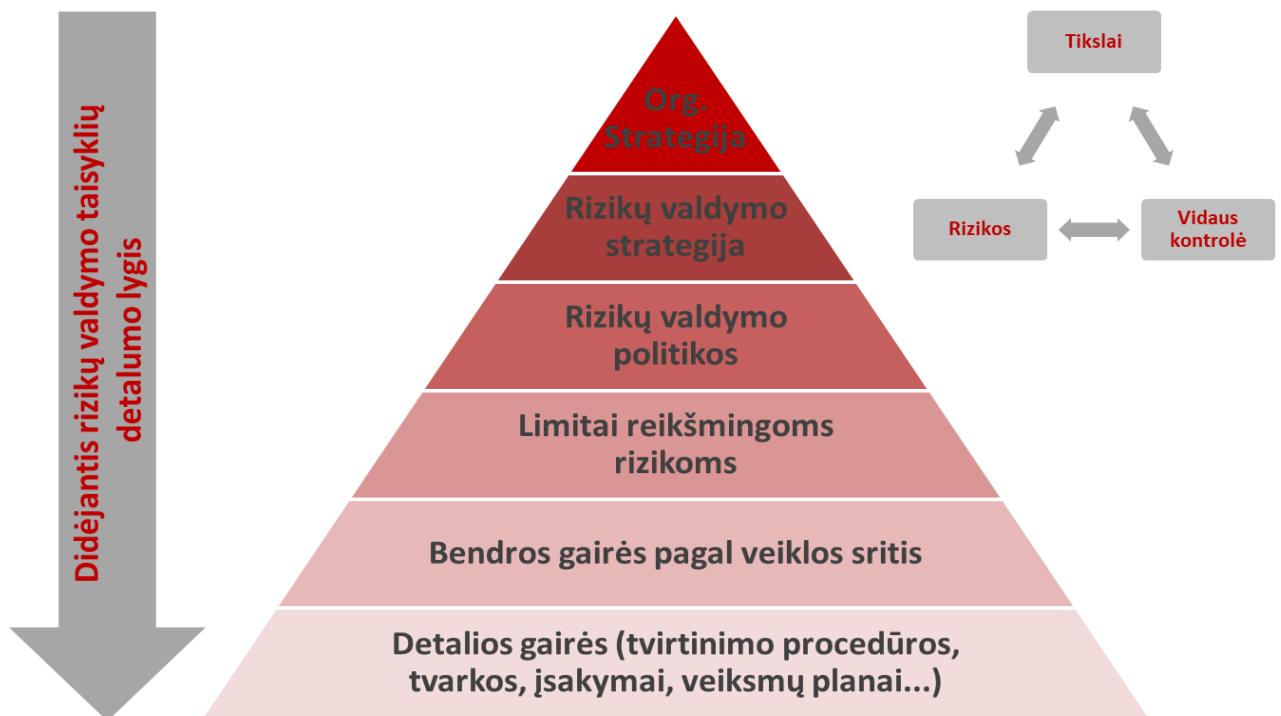 Didėjantis rizikų valdymo taisyklių
detalumo lygis
Org.
Strategija
Rizikų valdymo
strategija
Rizikų valdymo
politikos
Limitai reikšmingoms
rizikoms
Bendros gairės pagal veiklos sritis
Detalios gairės (tvirtinimo procedūros,
tvarkos, įsakymai, veiksmų planai...)
Tikslai
Rizikos
Vidaus
kontrolė